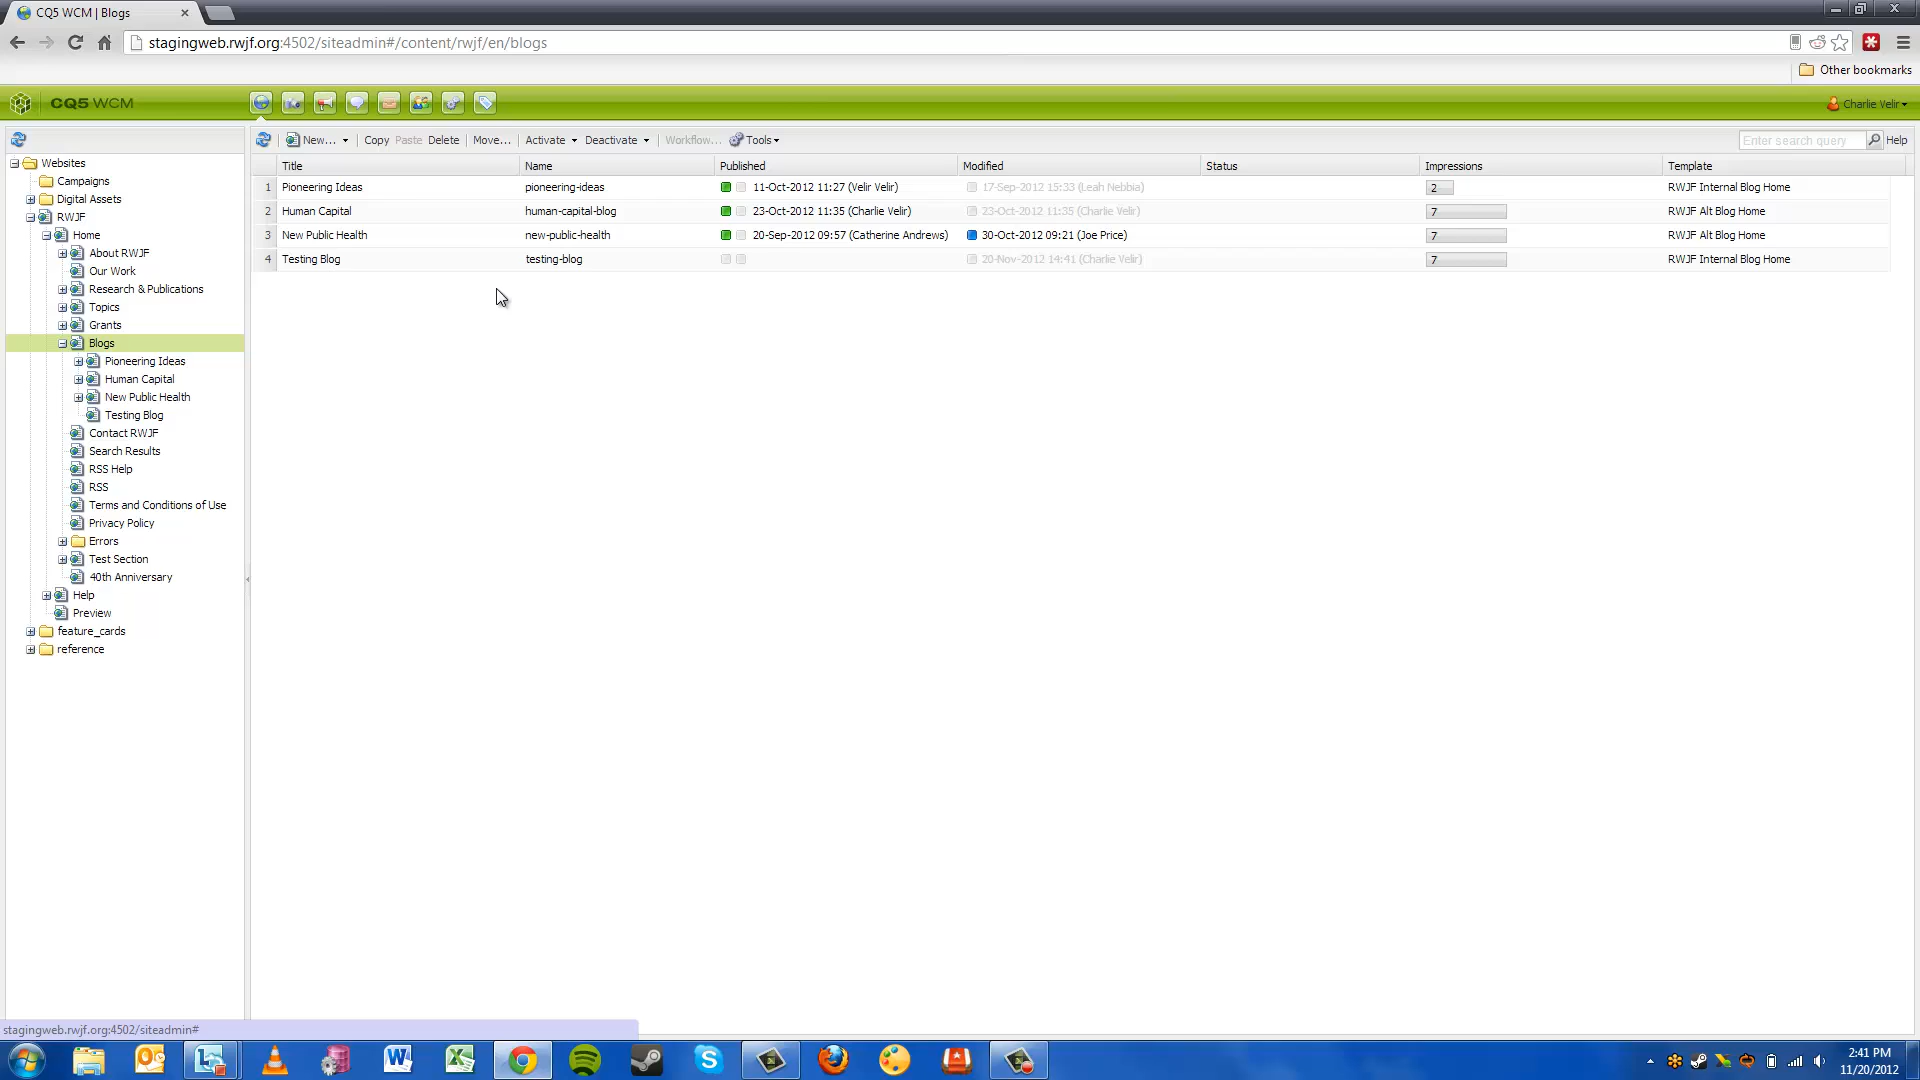 CQ5 WCM | Blogs
stagingweb.rwjf.org:4502/siteadmin#/content/rwjf/en/blogs
Other bookmarks
CQ5 WCM
Charlie Velir
New... Copy Paste Delete Move... Activate Deactivate Workflow... Tools Enter search query Help
Websites
Campaigns
Digital Assets
RWJF
Home
About RWJF
Our Work
Research & Publications
Topics
Grants
Blogs
Pioneering Ideas
Human Capital
New Public Health
Testing Blog
Contact RWJF
Search Results
RSS Help
RSS
Terms and Conditions of Use
Privacy Policy
Errors
Test Section
40th Anniversary
Help
Preview
feature_cards
reference
Title Name Published Modified Status Impressions Template
1 Pioneering Ideas pioneering-ideas 11-Oct-2012 11:27 (Velir Velir) 17-Sep-2012 15:33 (Leah Nebbia) 2 RWJF Internal Blog Home
2 Human Capital human-capital-blog 23-Oct-2012 11:35 (Charlie Velir) 23-Oct-2012 11:35 (Charlie Velir) 7 RWJF Alt Blog Home
3 New Public Health new-public-health 20-Sep-2012 09:57 (Catherine Andrews) 30-Oct-2012 09:21 (Joe Price) 7 RWJF Alt Blog Home
4 Testing Blog testing-blog 20-Nov-2012 14:41 (Charlie Velir) 7 RWJF Internal Blog Home
stagingweb.rwjf.org:4502/siteadmin#
2:41 PM
11/20/2012